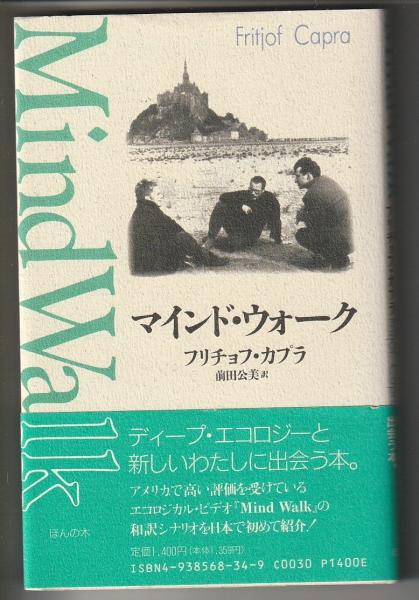 Fritjof Capra
Mind Walk
マインド・ウォーク
フリチョフ・カプラ
前田公美 訳
ディープ・エコロジーと
新しいわたしに出会う本。
アメリカで高い評価を受けている
エコロジカル・ビデオ『Mind Walk』の
和訳シナリオを日本で初めて紹介!
ほんの木
定価1,400円(本体1,359円)
ISBN4-938568-34-9 C0030 P1400E